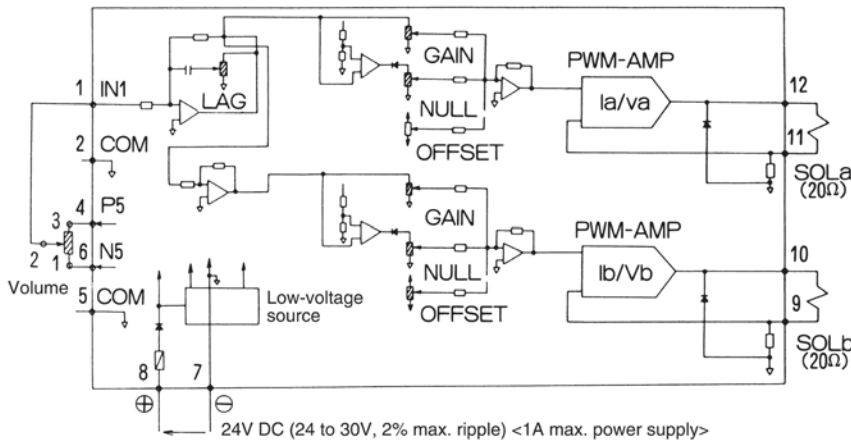 1 IN1
LAG
2 COM
4 P5
3
2
1
6 N5
Volume
5 COM
GAIN
NULL
OFFSET
PWM-AMP
Ia/va
12
11
SOLa
(20Ω)
GAIN
NULL
OFFSET
PWM-AMP
Ib/Vb
10
9
SOLb
(20Ω)
Low-voltage
source
8 7
⊕ ⊖
24V DC (24 to 30V, 2% max. ripple) <1A max. power supply>